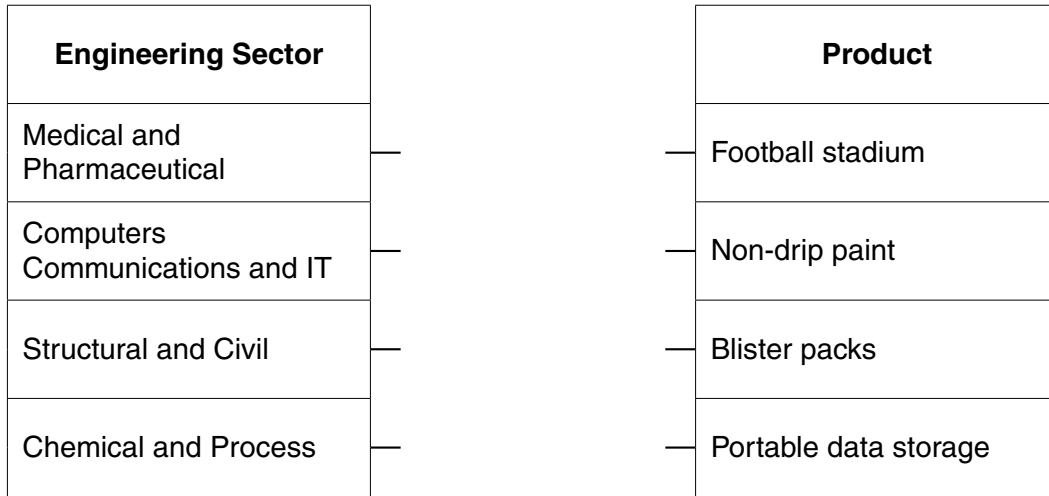 Engineering Sector
Medical and
Pharmaceutical
Computers
Communications and IT
Structural and Civil
Chemical and Process
Product
Football stadium
Non-drip paint
Blister packs
Portable data storage